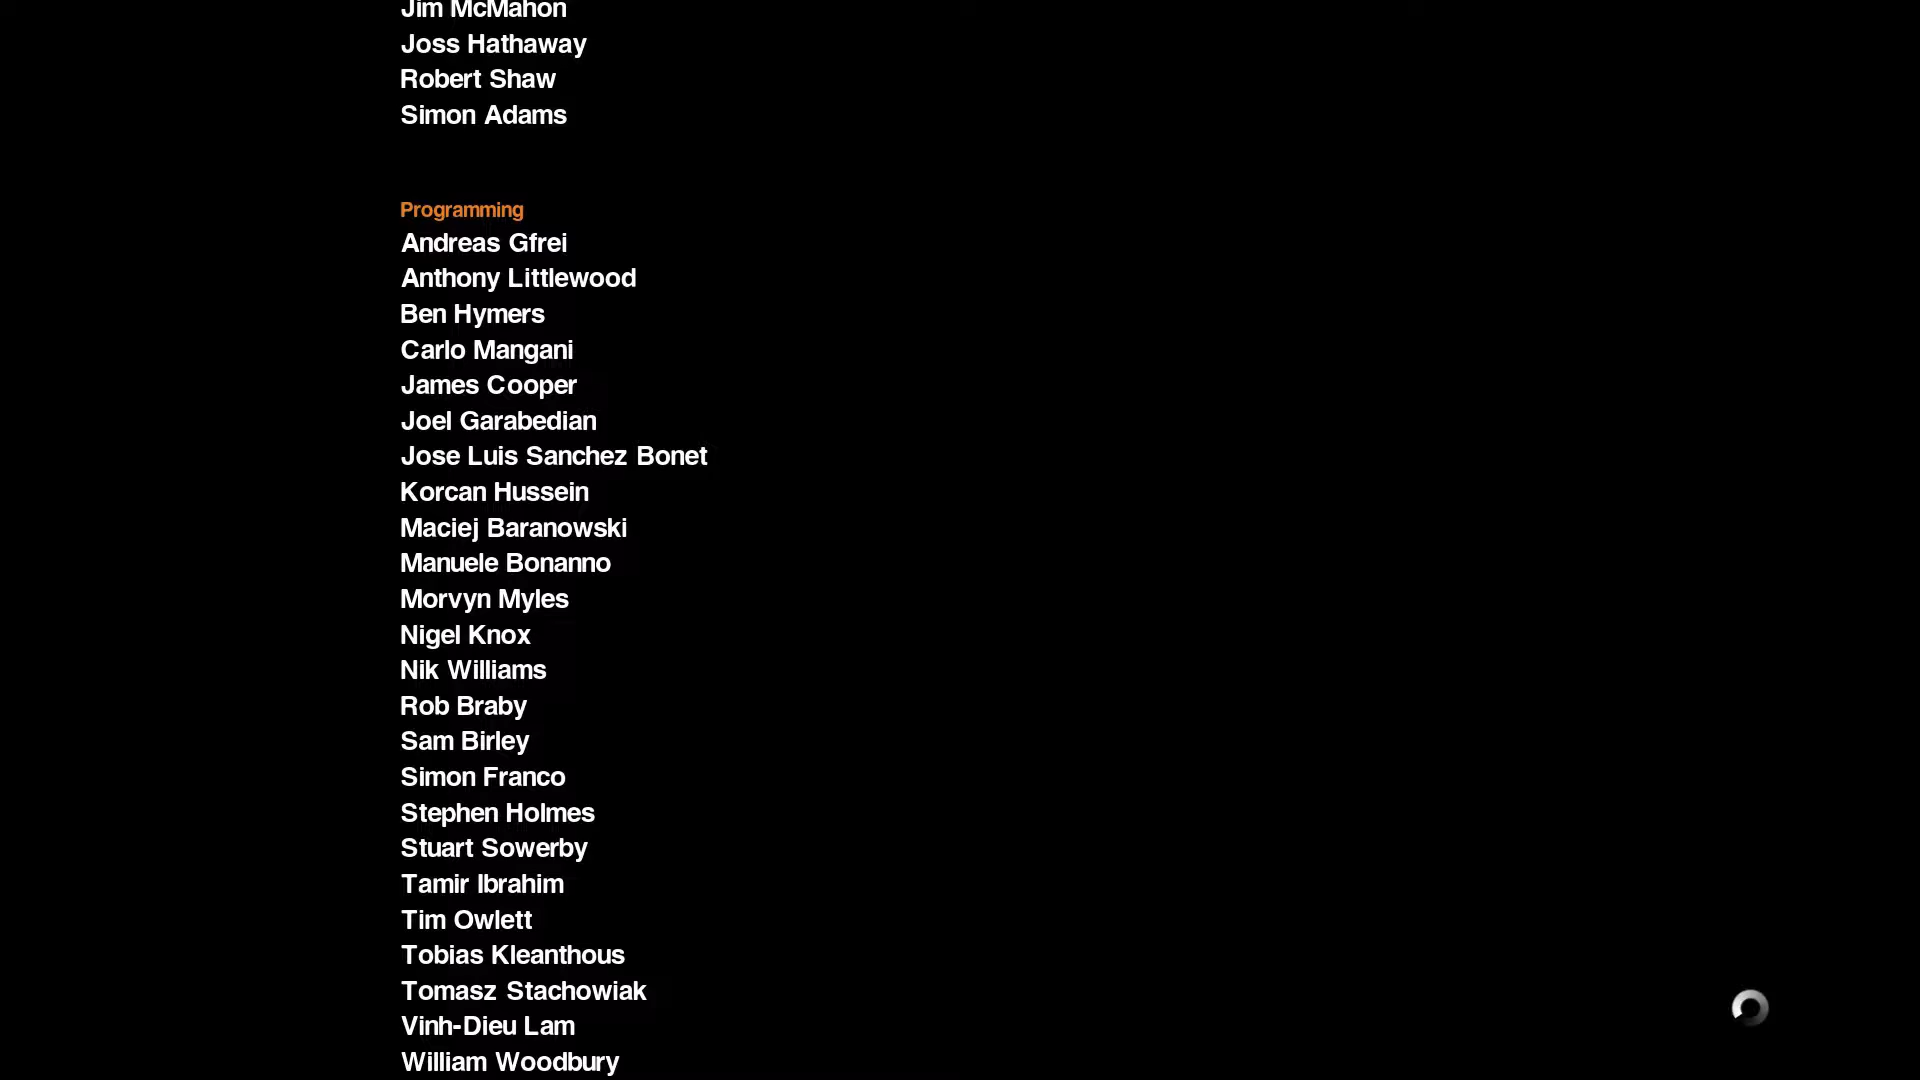 Jim McMahon
Joss Hathaway
Robert Shaw
Simon Adams
Programming
Andreas Gfrei
Anthony Littlewood
Ben Hymers
Carlo Mangani
James Cooper
Joel Garabedian
Jose Luis Sanchez Bonet
Korcan Hussein
Maciej Baranowski
Manuele Bonanno
Morvyn Myles
Nigel Knox
Nik Williams
Rob Braby
Sam Birley
Simon Franco
Stephen Holmes
Stuart Sowerby
Tamir Ibrahim
Tim Owlett
Tobias Kleanthous
Tomasz Stachowiak
Vinh-Dieu Lam
William Woodbury